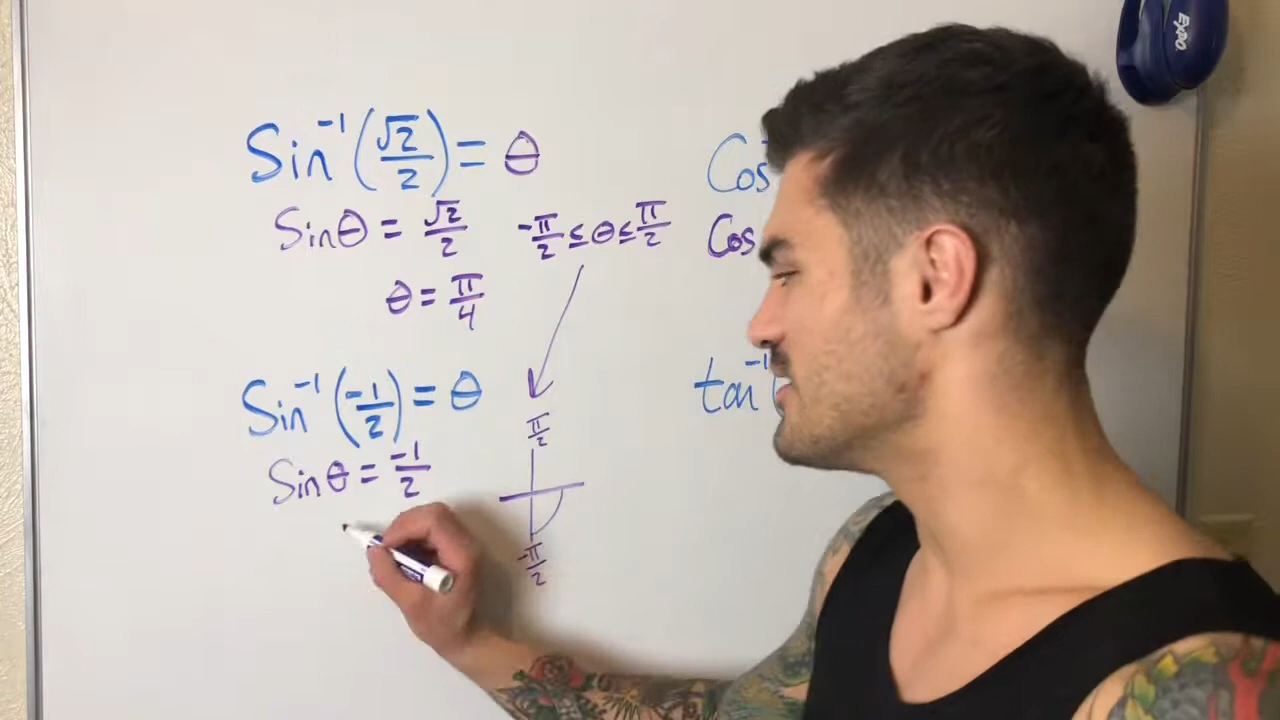 Sin⁻¹(√2/2) = θ
Sinθ = √2/2
-π/2 ≤ θ ≤ π/2
θ = π/4
Sin⁻¹(-1/2) = θ
Sinθ = -1/2
π/2
-π/2
Cos
Cos
tan⁻¹(
EXPO